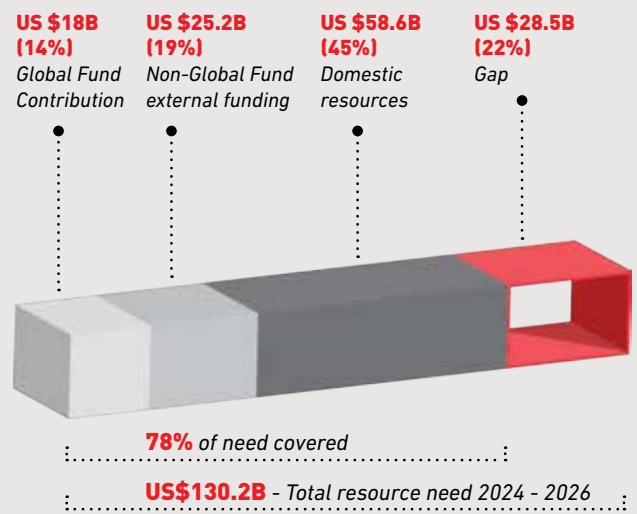 US $18B
(14%)
Global Fund
Contribution
US $25.2B
(19%)
Non-Global Fund
external funding
US $58.6B
(45%)
Domestic
resources
US $28.5B
(22%)
Gap
78% of need covered
US$130.2B - Total resource need 2024 - 2026